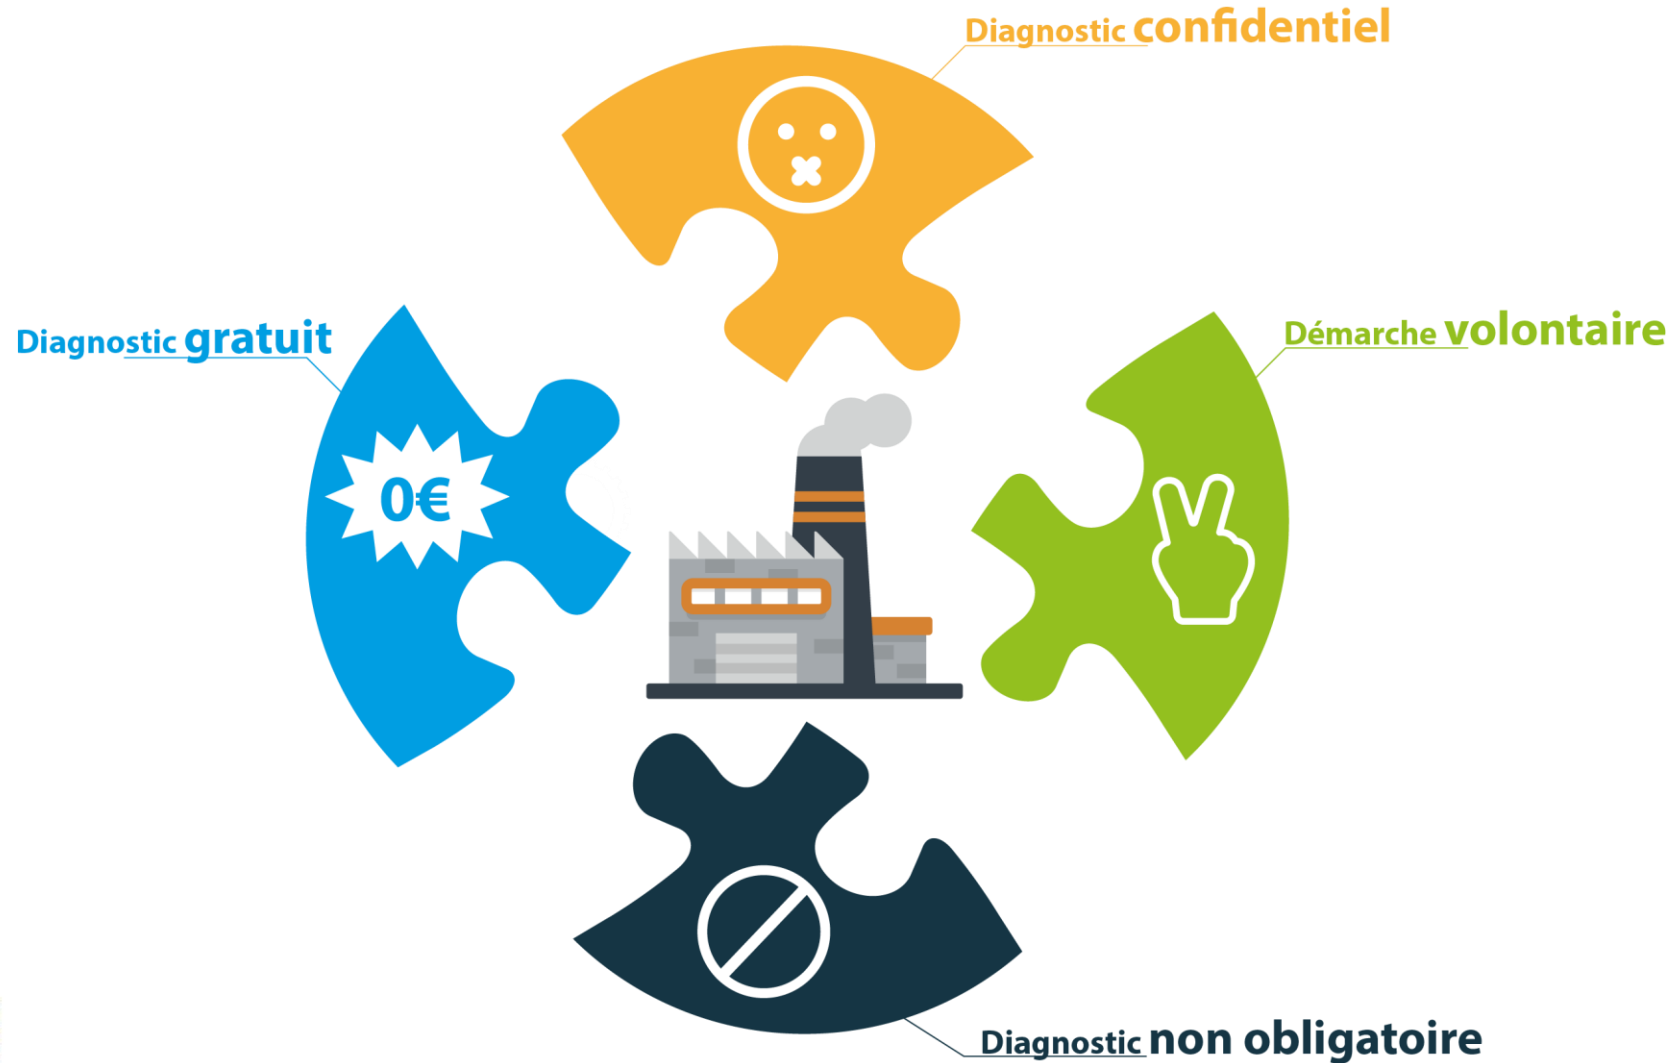 Diagnostic confidentiel
Diagnostic gratuit
Démarche volontaire
0€
Diagnostic non obligatoire